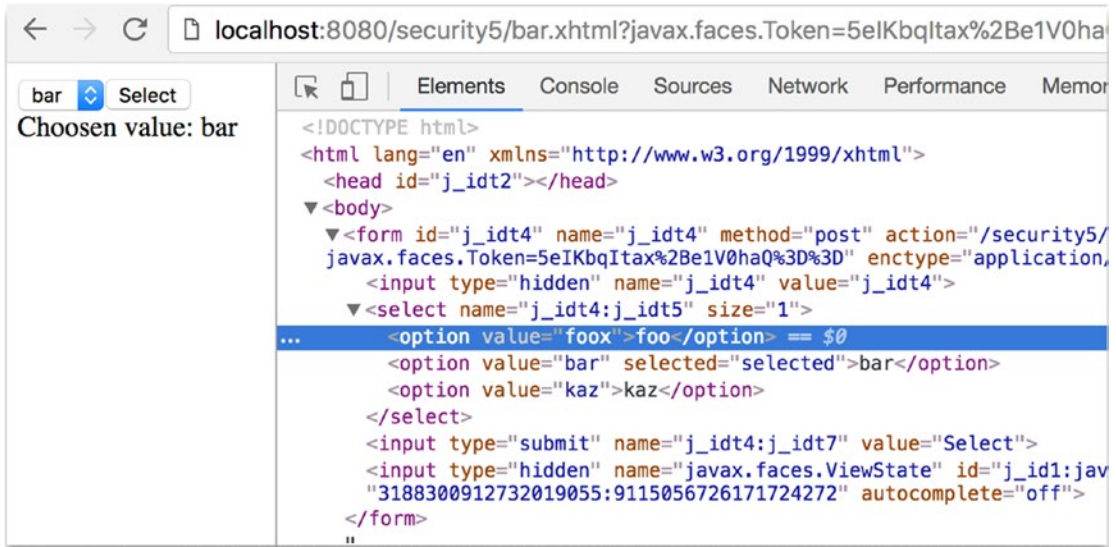 localhost:8080/security5/bar.xhtml?javax.faces.Token=5eIKbqItax%2Be1V0ha
bar Select
Choosen value: bar
Elements Console Sources Network Performance Memor
<!DOCTYPE html>
<html lang="en" xmlns="http://www.w3.org/1999/xhtml">
<head id="j_idt2"></head>
▼<body>
▼<form id="j_idt4" name="j_idt4" method="post" action="/security5/
javax.faces.Token=5eIKbqItax%2Be1V0haQ%3D%3D" enctype="application/
<input type="hidden" name="j_idt4" value="j_idt4">
▼<select name="j_idt4:j_idt5" size="1">
... <option value="foox">foo</option> == $0
<option value="bar" selected="selected">bar</option>
<option value="kaz">kaz</option>
</select>
<input type="submit" name="j_idt4:j_idt7" value="Select">
<input type="hidden" name="javax.faces.ViewState" id="j_id1:jav
"3188300912732019055:9115056726171724272" autocomplete="off">
</form>
"